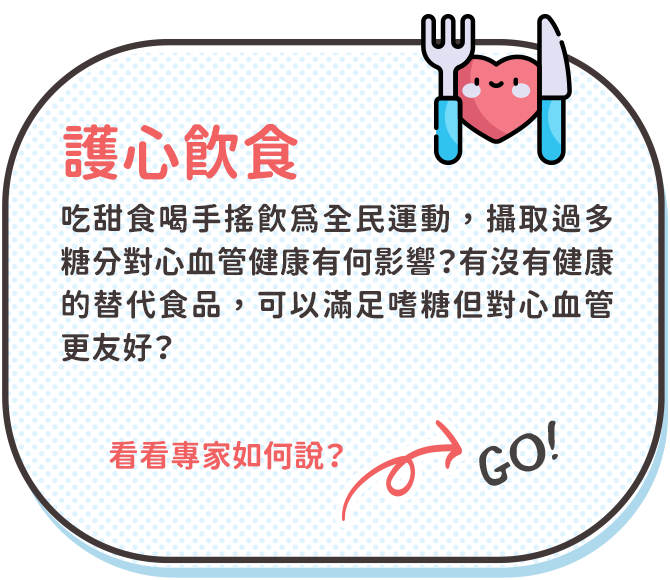 護心飲食
吃甜食喝手搖飲爲全民運動，攝取過多
糖分對心血管健康有何影響？有沒有健康
的替代食品，可以滿足嗜糖但對心血管
更友好？
看看專家如何說？
GO!